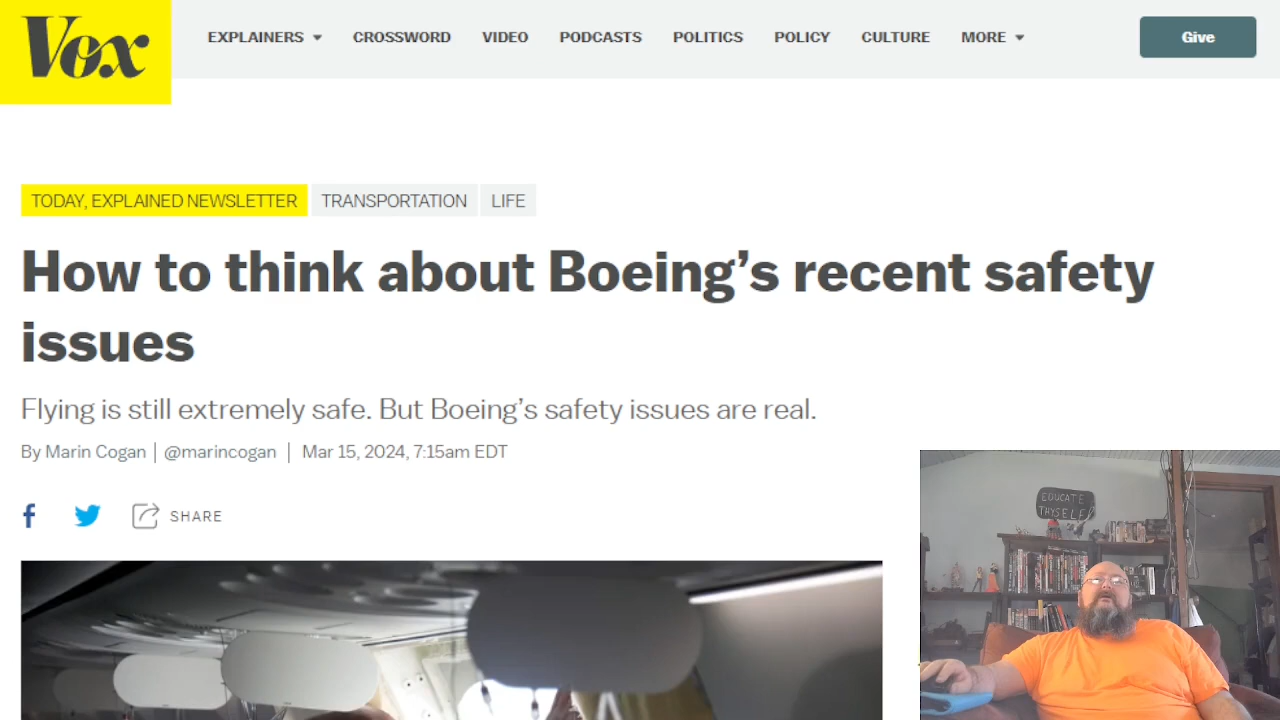 Vox
EXPLAINERS
CROSSWORD
VIDEO
PODCASTS
POLITICS
POLICY
CULTURE
MORE
Give
TODAY, EXPLAINED NEWSLETTER
TRANSPORTATION
LIFE
How to think about Boeing’s recent safety
issues
Flying is still extremely safe. But Boeing’s safety issues are real.
By Marin Cogan | @marincogan | Mar 15, 2024, 7:15am EDT
SHARE
EDUCATE
THYSELF